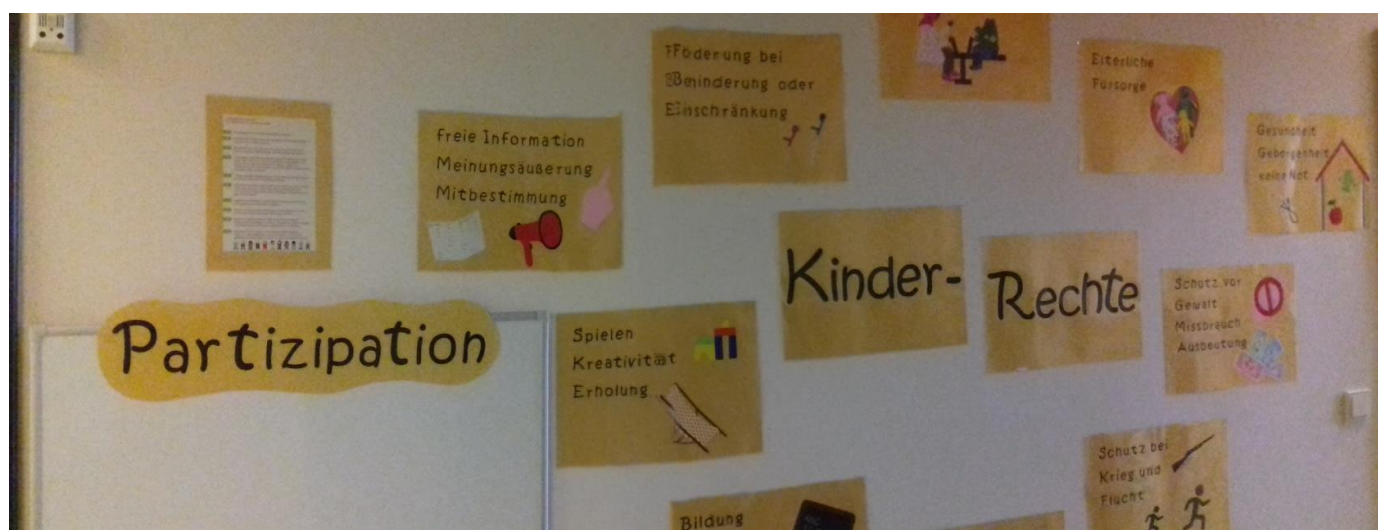 Förderung bei
Behinderung oder
Einschränkung
Elterliche
Fürsorge
Freie Information
Meinungsäußerung
Mitbestimmung
Gesundheit
Geborgenheit
keine Not
Kinder-
Rechte
Schutz vor
Gewalt
Missbrauch
Ausbeutung
Partizipation
Spielen
Kreativität
Erholung
Schutz bei
Krieg und
Flucht
Bildung